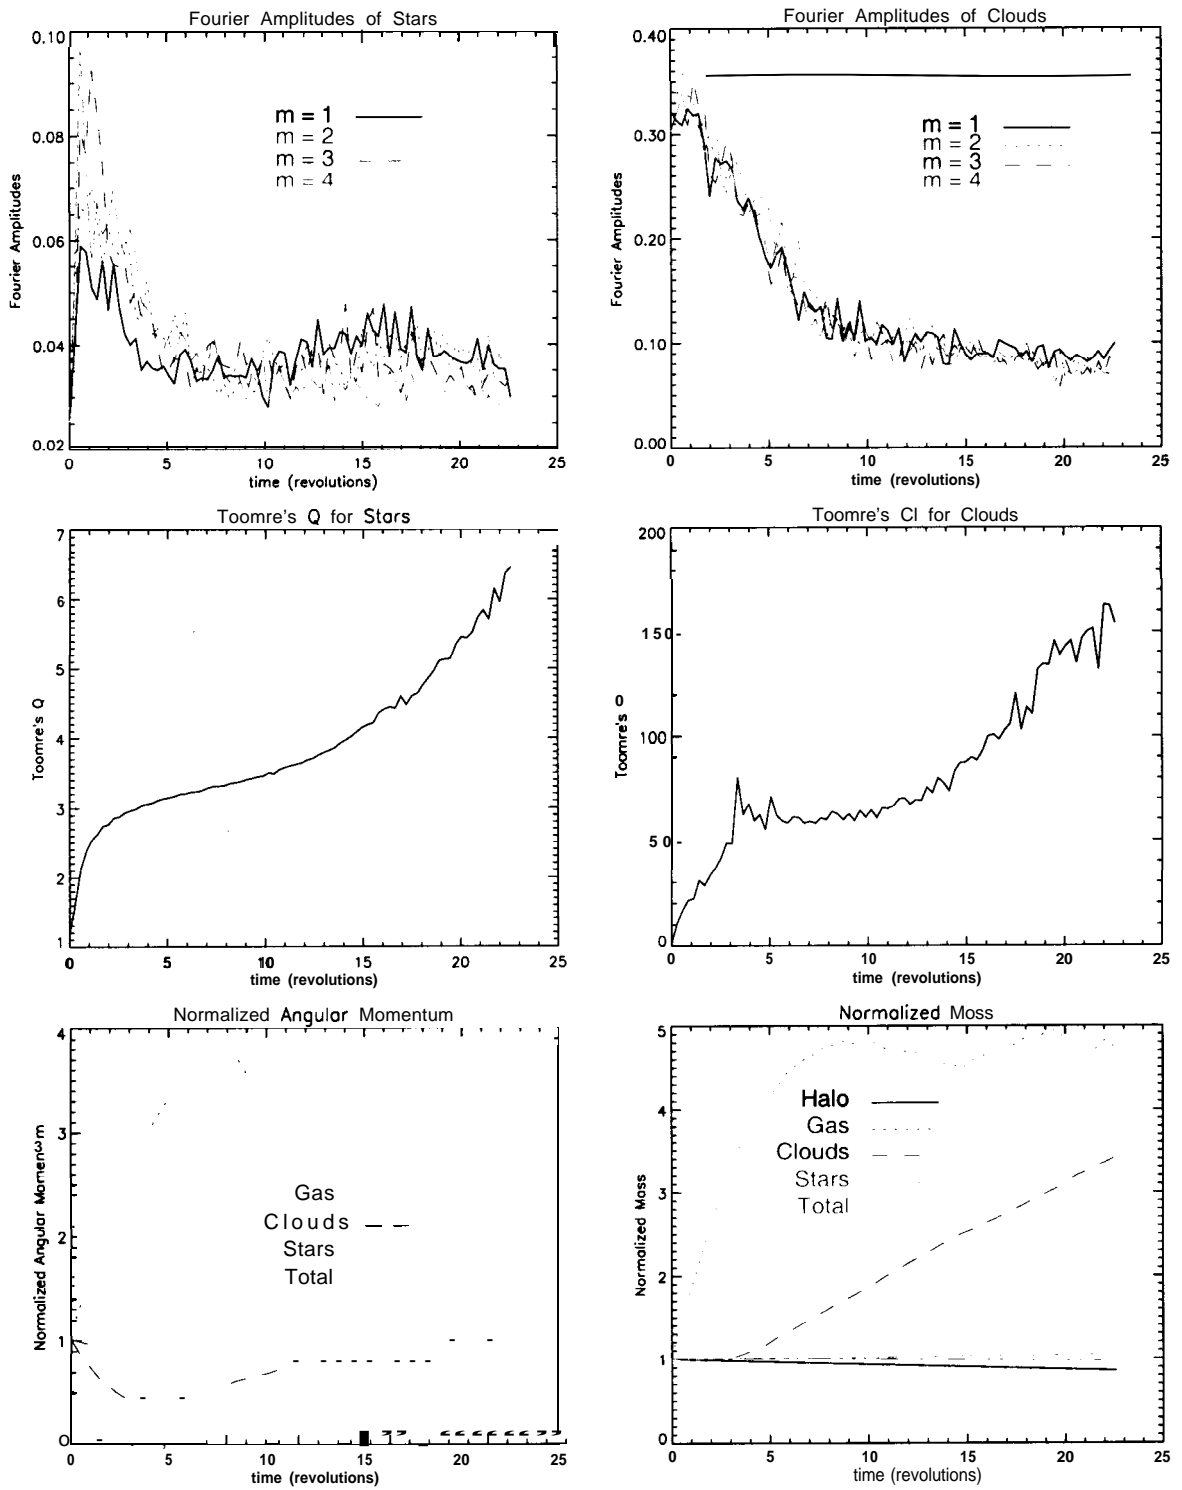 Fourier Amplitudes of Stars
0.10
0.08
0.06
0.04
0.02
Fourier Amplitudes
m = 1
m = 2
m = 3
m = 4
0 5 10 15 20 25
time (revolutions)
Fourier Amplitudes of Clouds
0.40
0.30
0.20
0.10
0.00
Fourier Amplitudes
m = 1
m = 2
m = 3
m = 4
0 5 10 15 20 25
time (revolutions)
Toomre's Q for Stars
7
6
5
4
3
2
1
Toomre's Q
0 5 10 15 20 25
time (revolutions)
Toomre's Cl for Clouds
200
150
100
50
0
Toomre's O
0 5 10 15 20 25
time (revolutions)
Normalized Angular Momentum
4
3
2
1
0
Normalized Angular
Gas
Clouds
Stars
Total
0 5 10 15 20 25
time (revolutions)
Normalized Moss
5
4
3
2
1
0
Normalized Mass
Halo
Gas
Clouds
Stars
Total
0 5 10 15 20 25
time (revolutions)